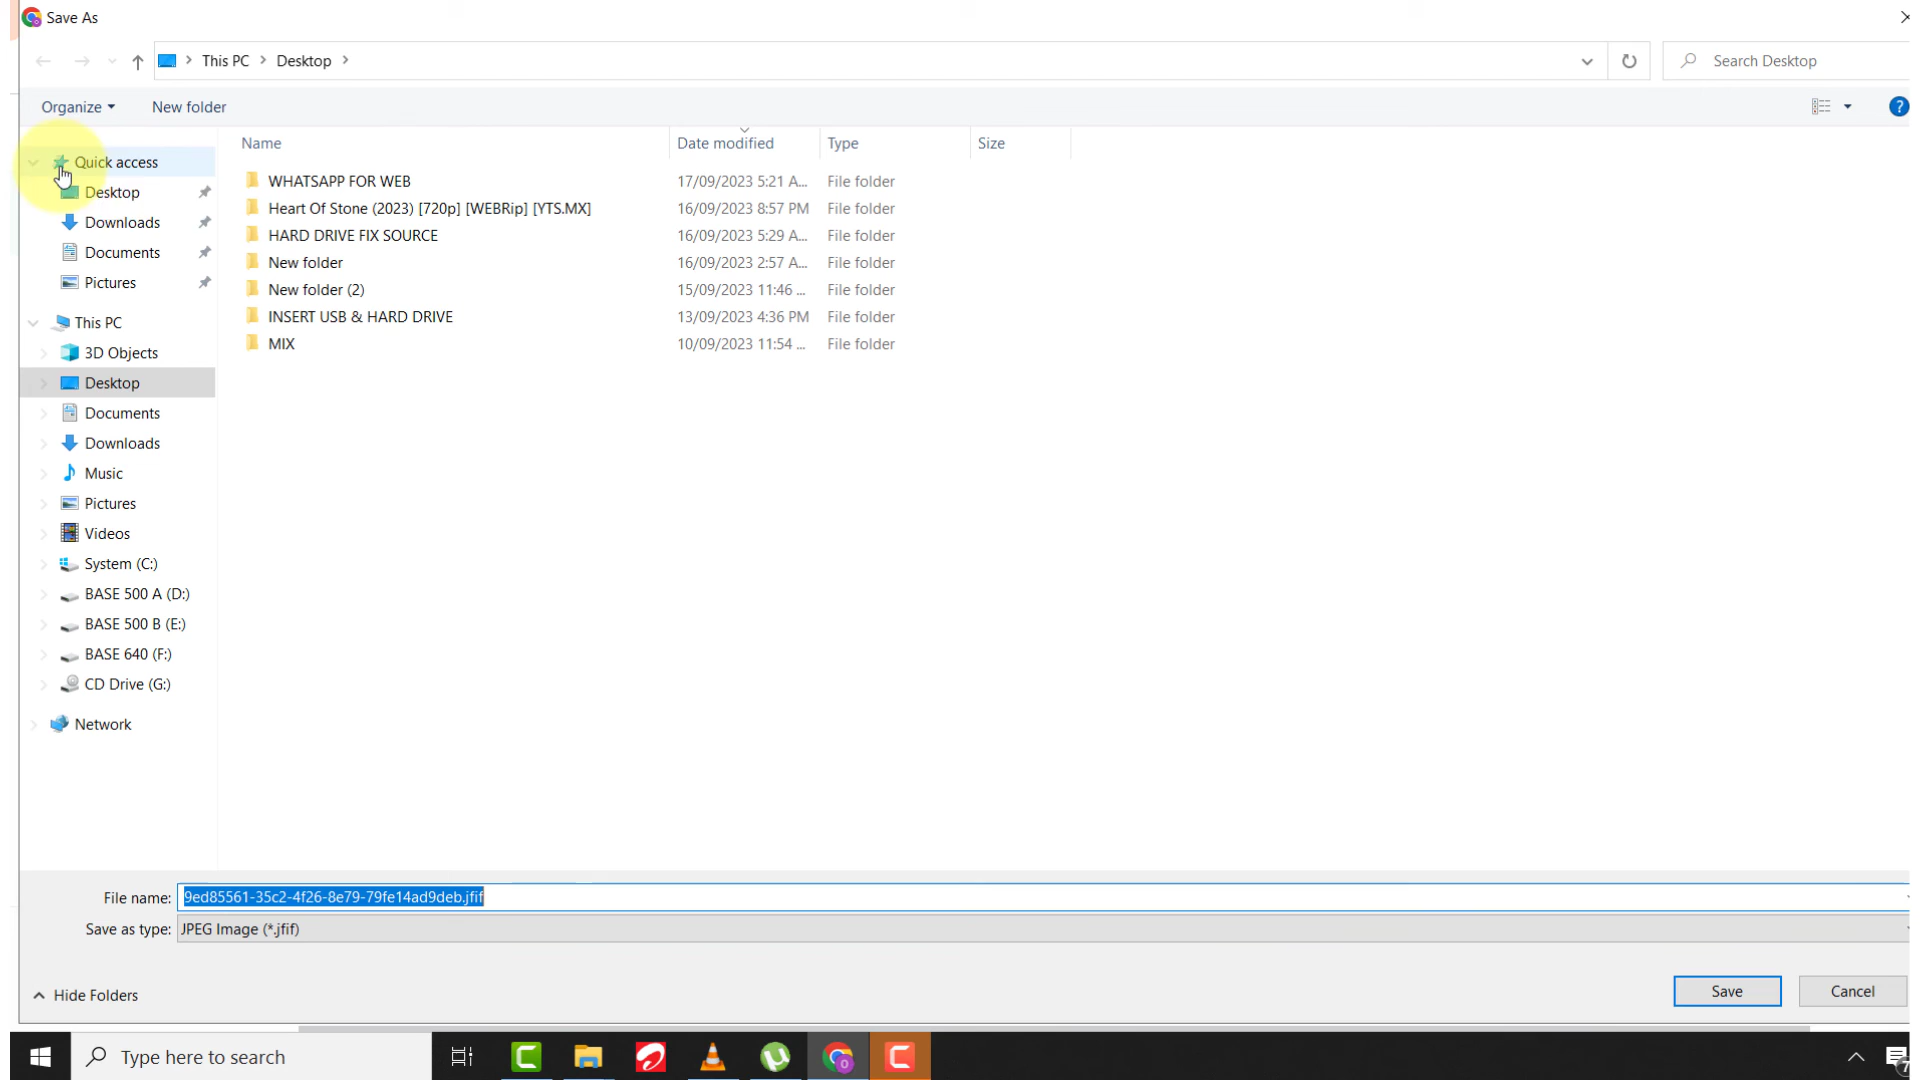 Save As
This PC > Desktop >
Search Desktop
Organize
New folder
?
Name
Date modified
Type
Size
Quick access
Desktop
Downloads
Documents
Pictures
This PC
3D Objects
Desktop
Documents
Downloads
Music
Pictures
Videos
System (C:)
BASE 500 A (D:)
BASE 500 B (E:)
BASE 640 (F:)
CD Drive (G:)
Network
WHATSAPP FOR WEB 17/09/2023 5:21 A... File folder
Heart Of Stone (2023) [720p] [WEBRip] [YTS.MX] 16/09/2023 8:57 PM File folder
HARD DRIVE FIX SOURCE 16/09/2023 5:29 A... File folder
New folder 16/09/2023 2:57 A... File folder
New folder (2) 15/09/2023 11:46 ... File folder
INSERT USB & HARD DRIVE 13/09/2023 4:36 PM File folder
MIX 10/09/2023 11:54 ... File folder
File name: 9ed85561-35c2-4f26-8e79-79fe14ad9deb.jfif
Save as type: JPEG Image (*.jfif)
Hide Folders
Save
Cancel
Type here to search